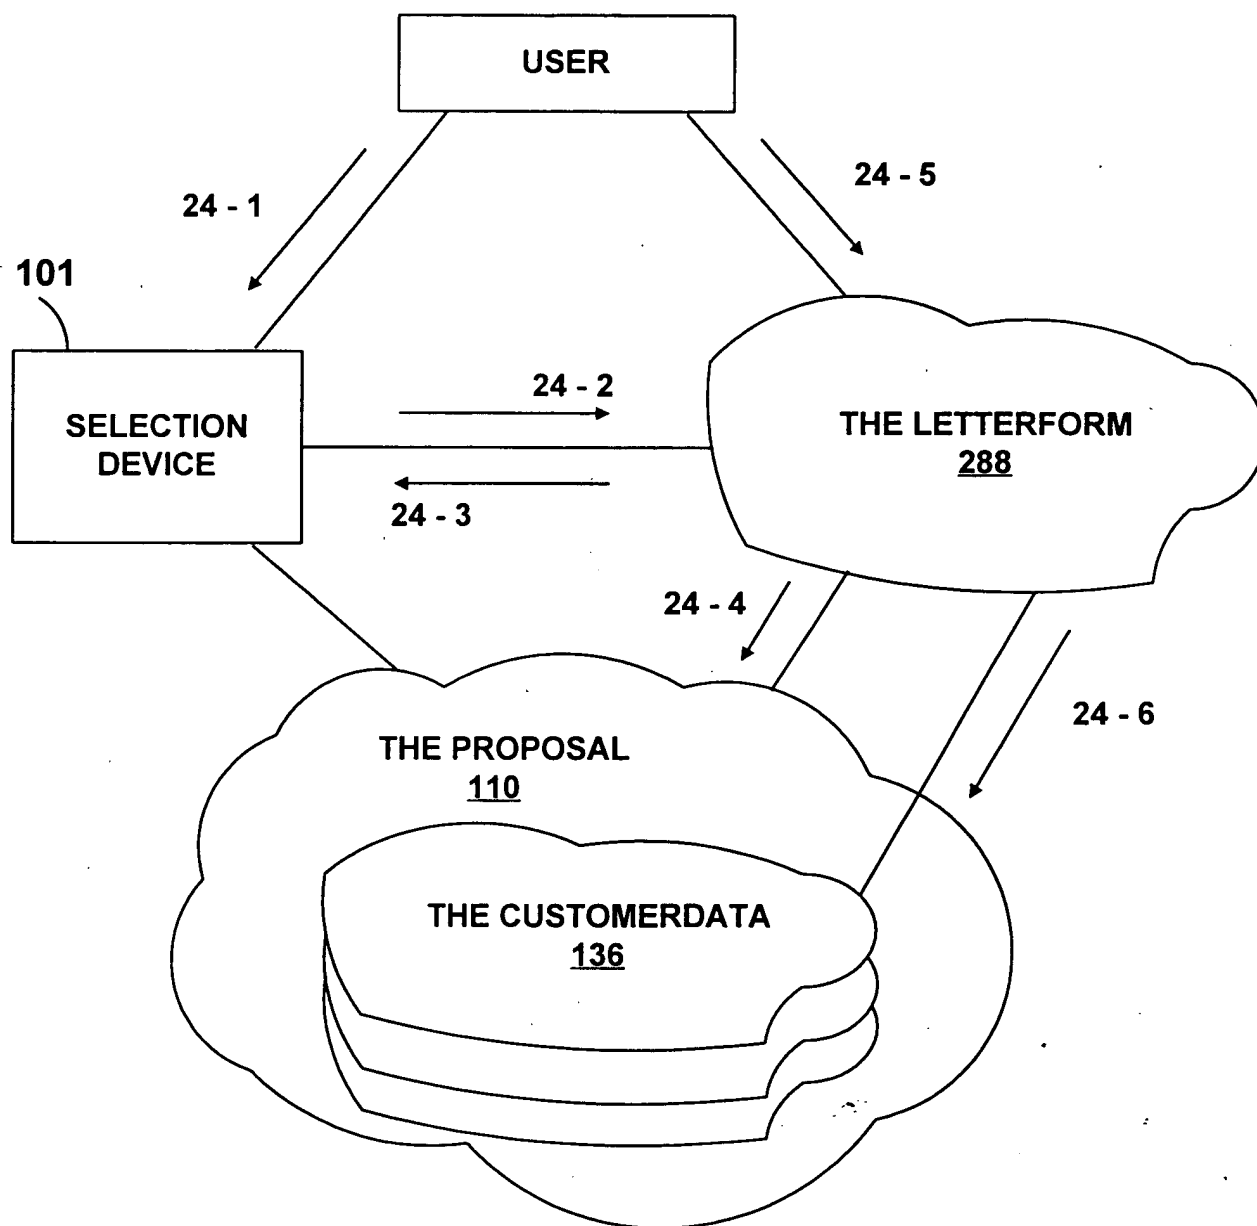 USER
24 - 1
24 - 5
101
SELECTION
DEVICE
24 - 2
24 - 3
THE LETTERFORM
288
24 - 4
24 - 6
THE PROPOSAL
110
THE CUSTOMERDATA
136